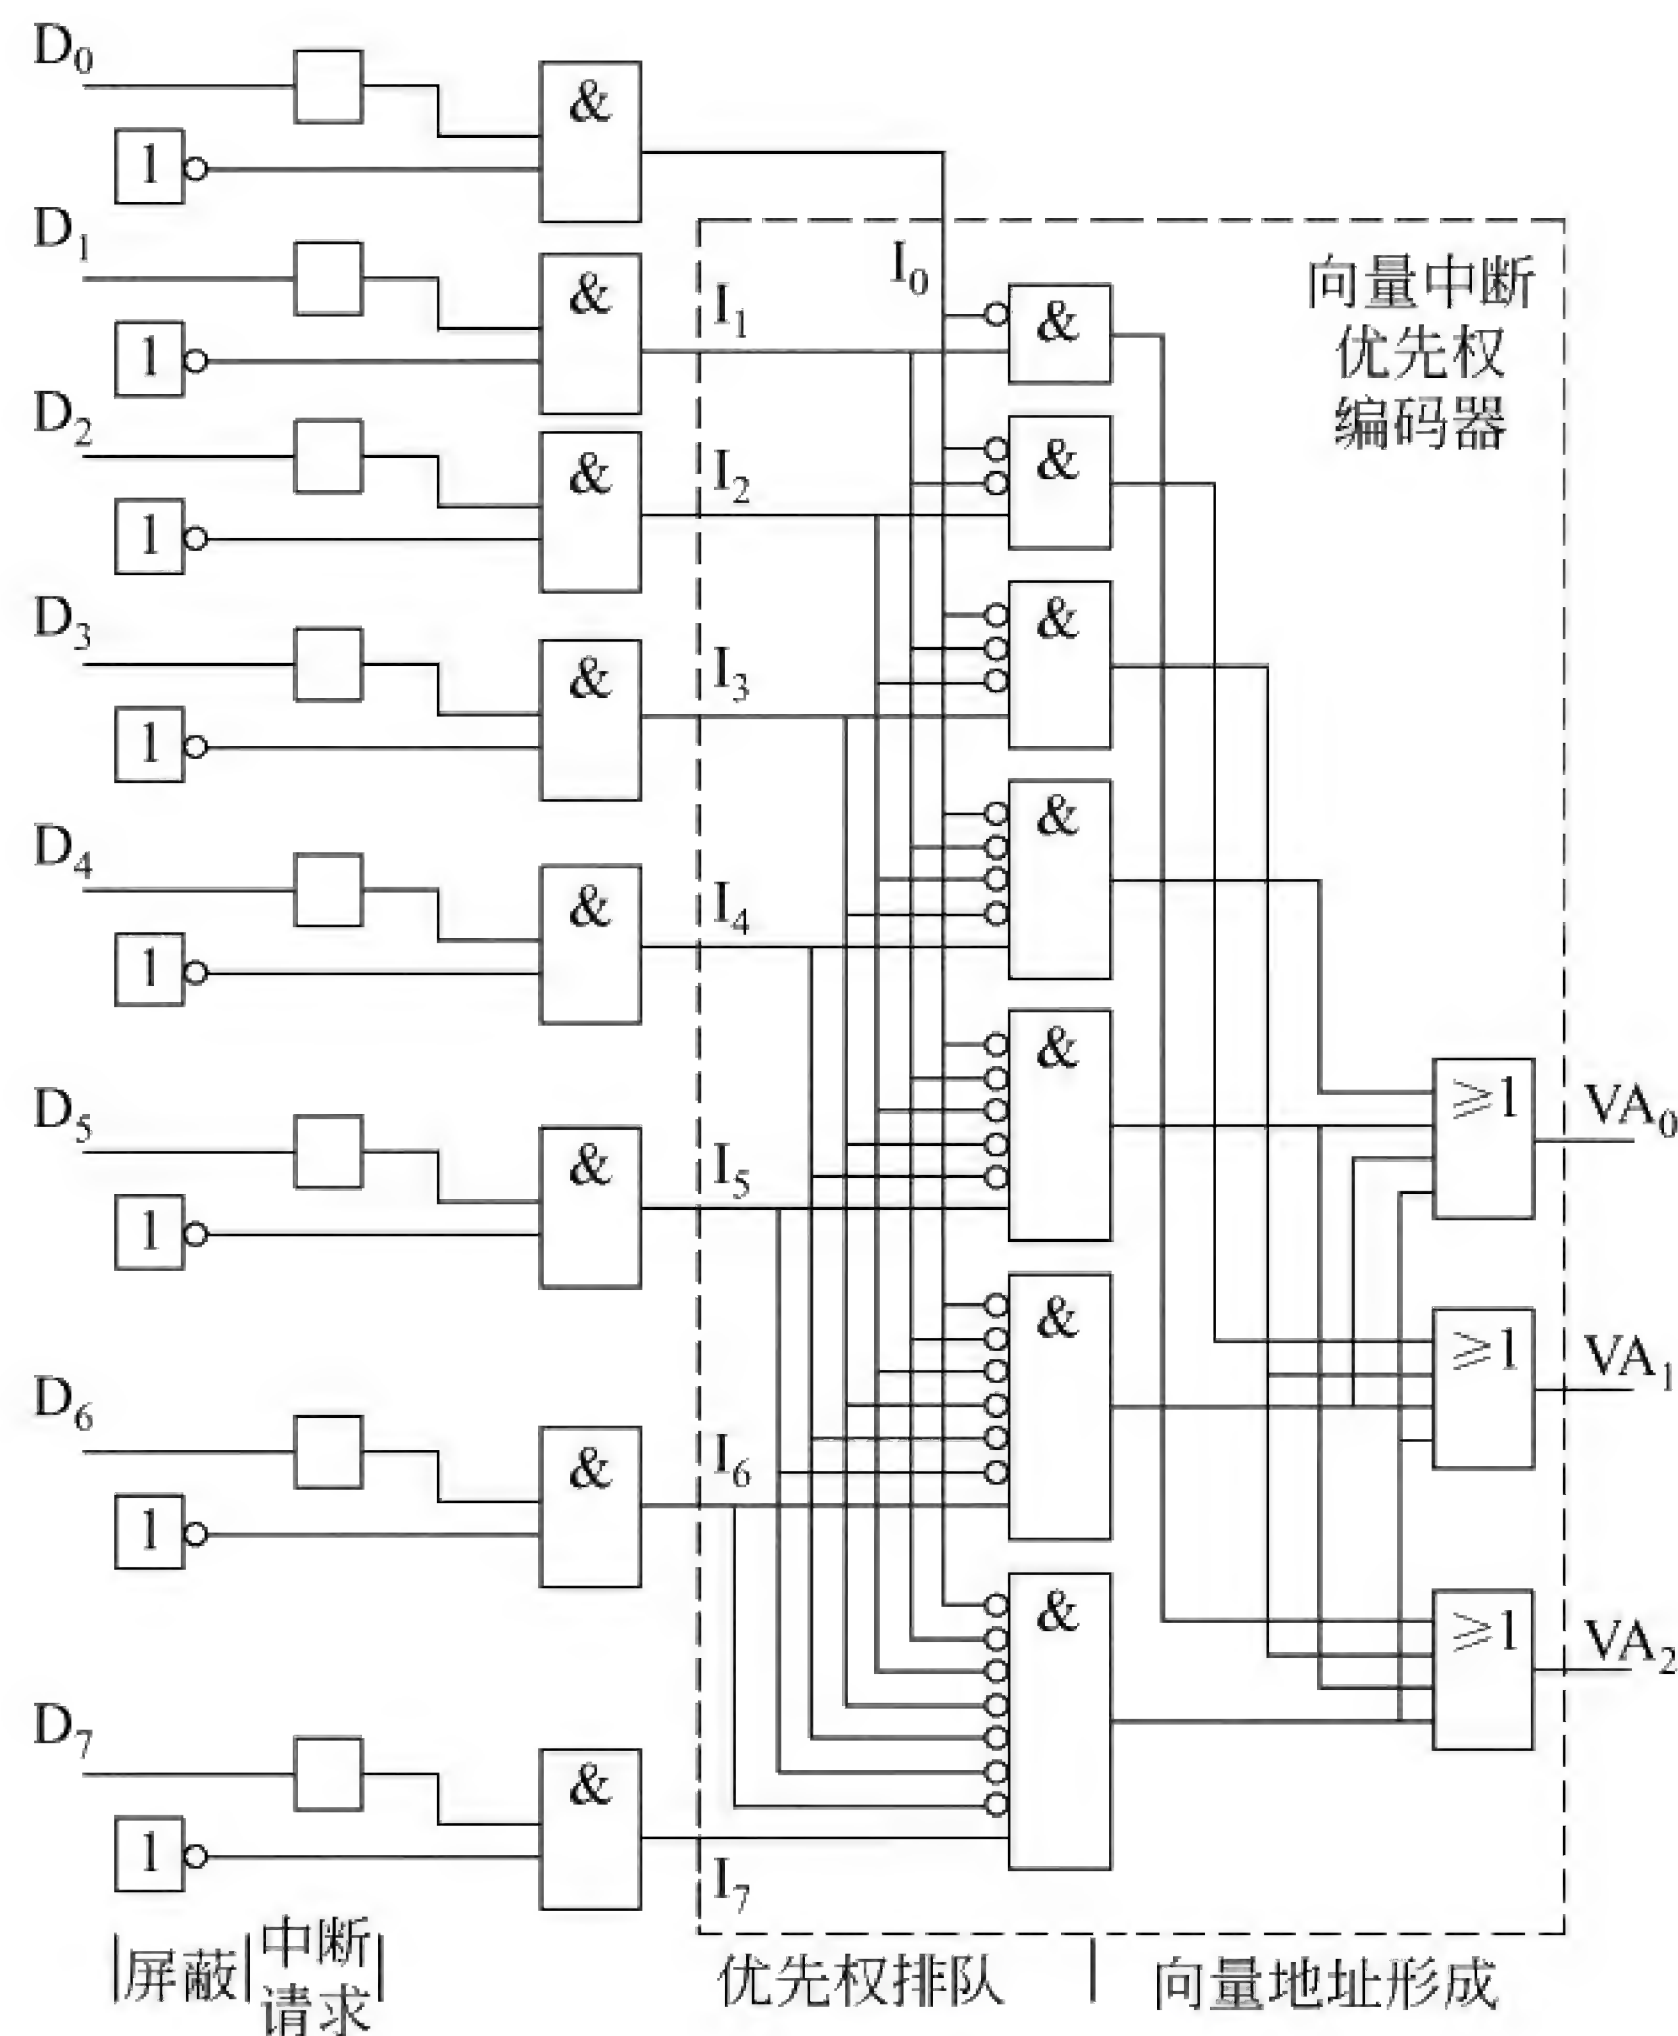 D₀
&
1
D₁
&
I₀
向量中断
1
I₁
&
优先权
D₂
&
I₂
&
编码器
1
D₃
&
I₃
&
1
D₄
&
I₄
&
1
D₅
&
I₅
&
≥1
VA₀
1
D₆
&
I₆
&
≥1
VA₁
1
&
≥1
VA₂
D₇
&
1
I₇
屏蔽
中断
请求
优先权排队
向量地址形成